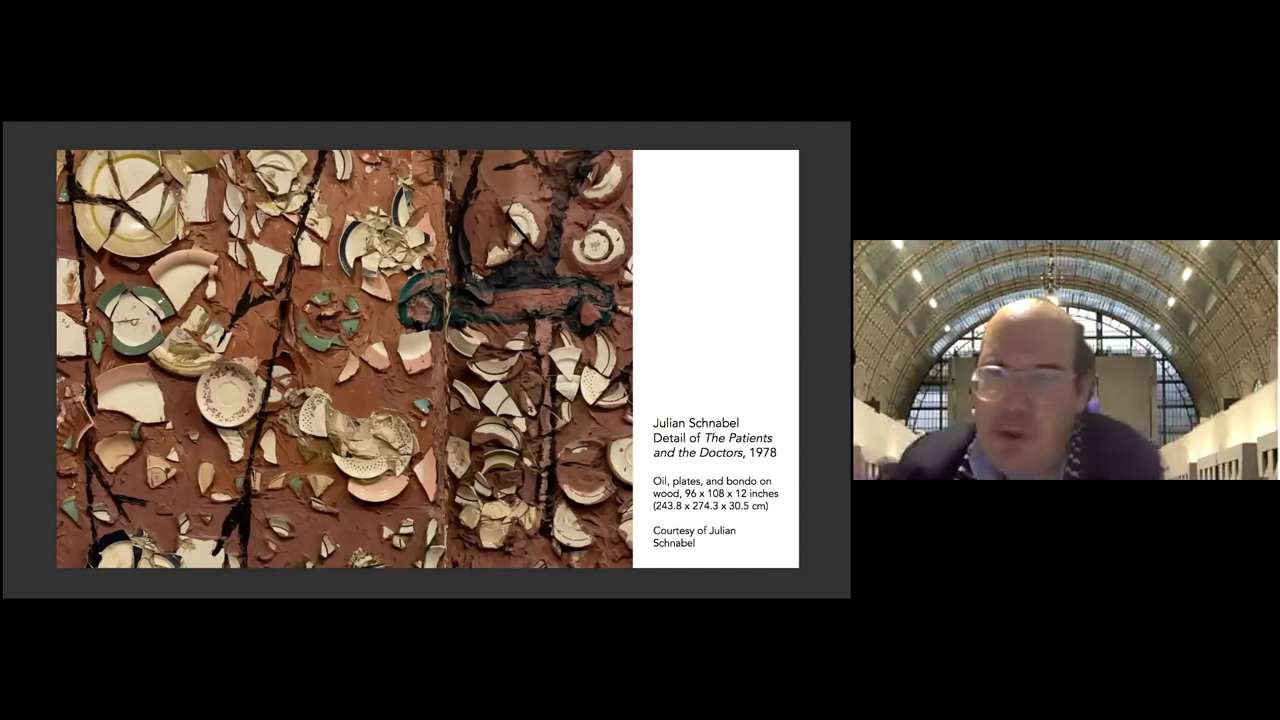 Julian Schnabel
Detail of The Patients
and the Doctors, 1978
Oil, plates, and bondo on
wood, 96 x 108 x 12 inches
(243.8 x 274.3 x 30.5 cm)
Courtesy of Julian
Schnabel